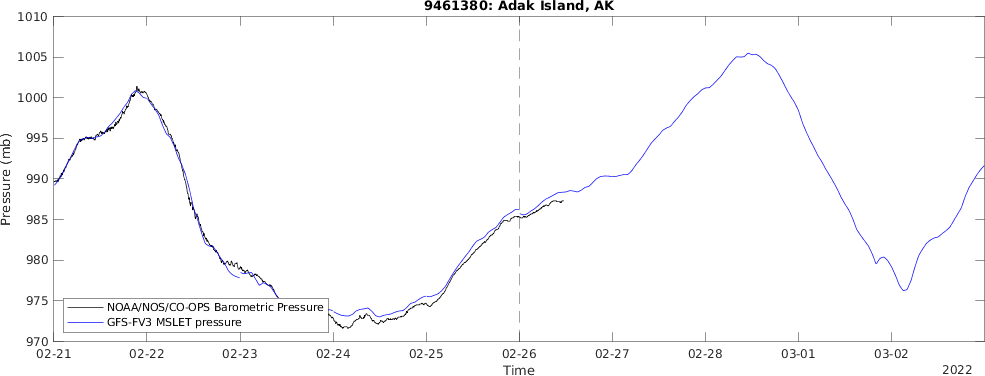 9461380: Adak Island, AK
Pressure (mb)
1010
1005
1000
995
990
985
980
975
970
NOAA/NOS/CO-OPS Barometric Pressure
GFS-FV3 MSLET pressure
02-21 02-22 02-23 02-24 02-25 02-26 02-27 02-28 03-01 03-02
Time
2022